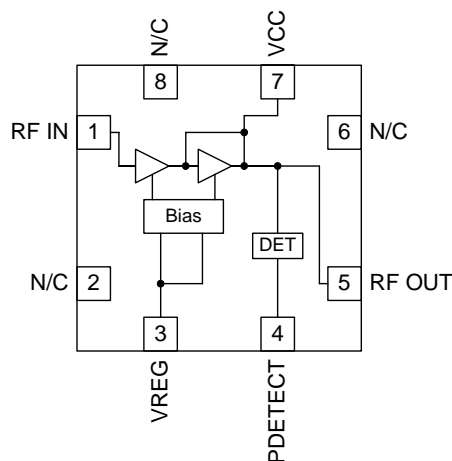 N/C
VCC
8
7
RF IN
1
6
N/C
Bias
DET
N/C
2
5
RF OUT
3
4
VREG
PDETECT